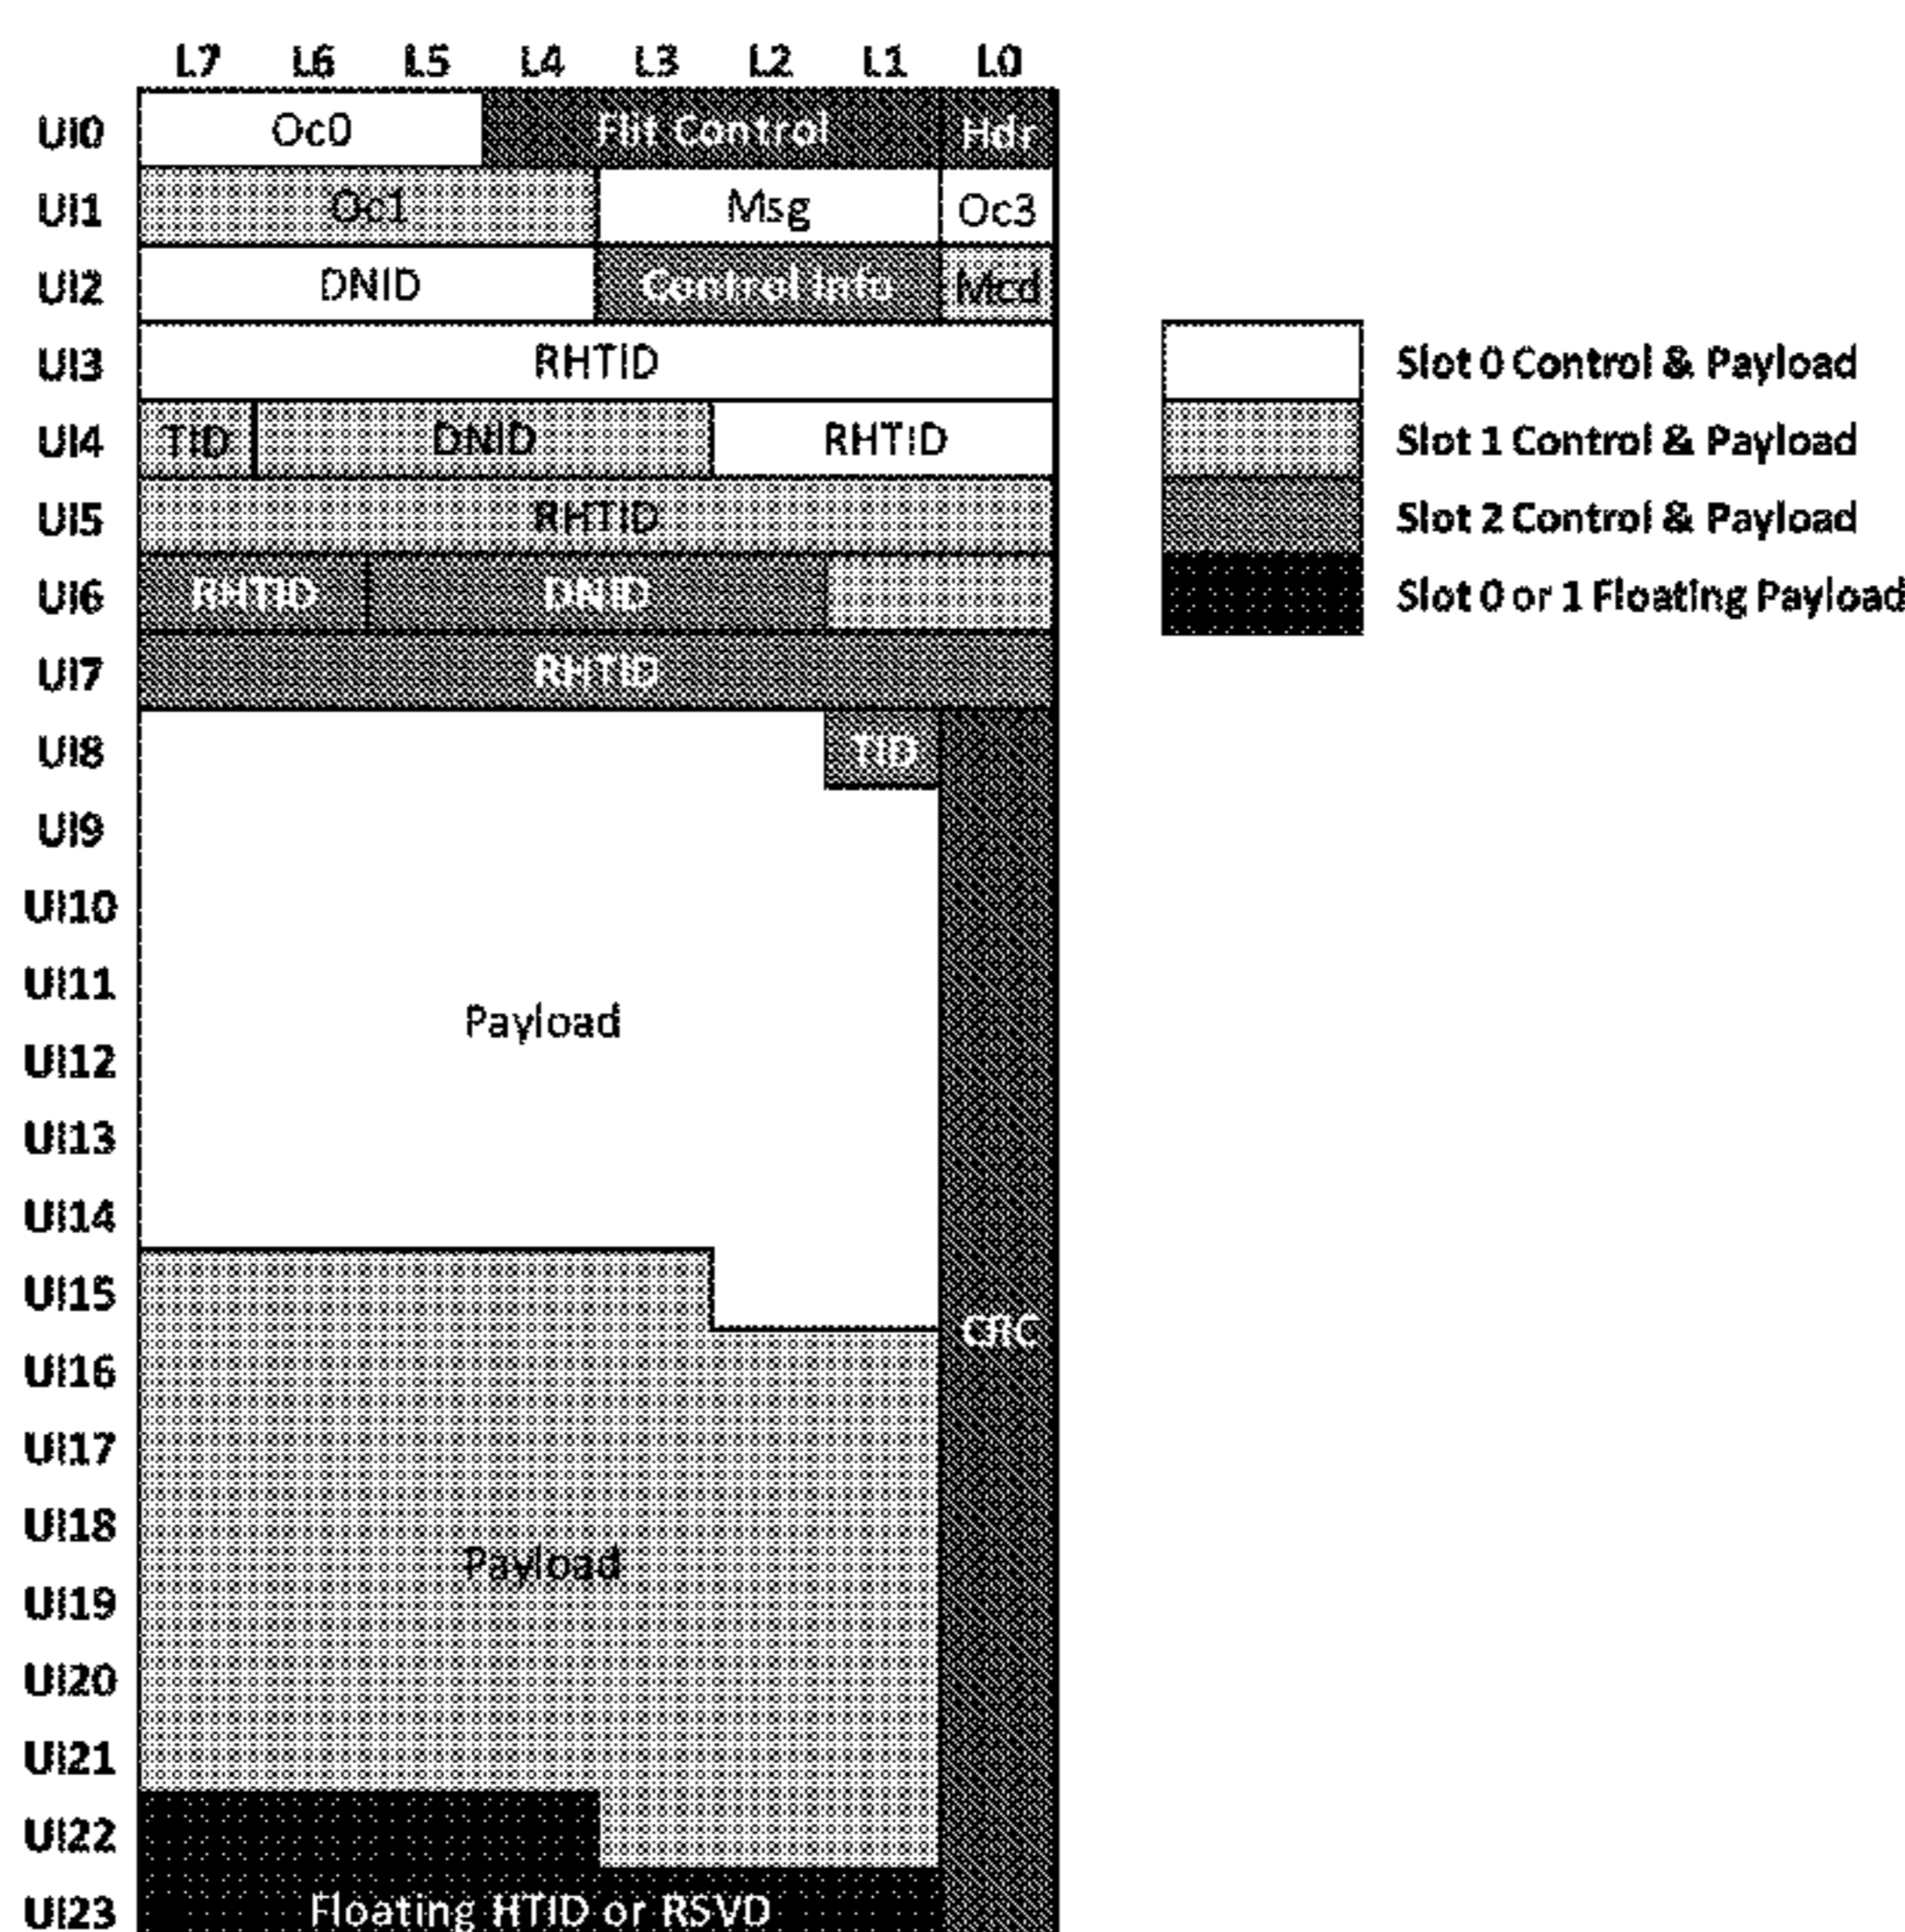 L7 L6 L5 L4 L3 L2 L1 L0
UI0 Oc0 Flit Control Hdr
UI1 Oc1 Msg Oc3
UI2 DNID Control Info Mcd
UI3 RHTID
UI4 TID DNID RHTID
UI5 RHTID
UI6 RHTID DNID
UI7 RHTID
UI8 TID
UI9
UI10
UI11
Payload
UI12
UI13
UI14
UI15
CRC
UI16
UI17
UI18
Payload
UI19
UI20
UI21
UI22
UI23 Floating HTID or RSVD
Slot 0 Control & Payload
Slot 1 Control & Payload
Slot 2 Control & Payload
Slot 0 or 1 Floating Payload